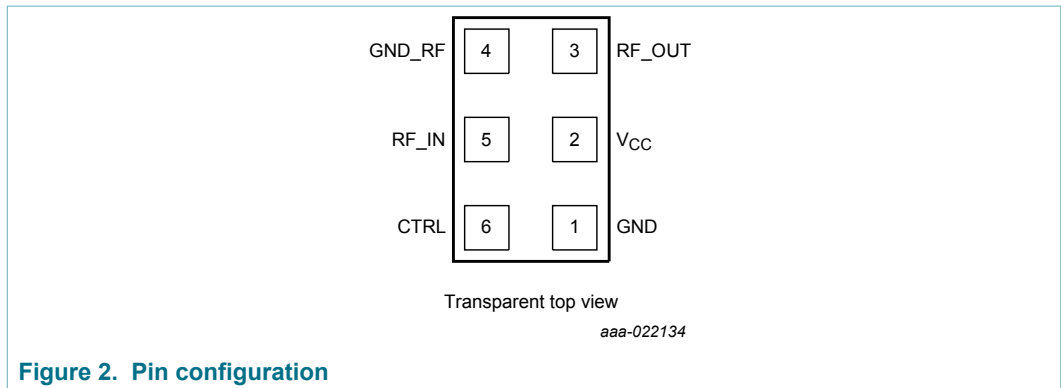 GND_RF 4 3 RF_OUT
RF_IN 5 2 VCC
CTRL 6 1 GND
Transparent top view
aaa-022134
Figure 2. Pin configuration